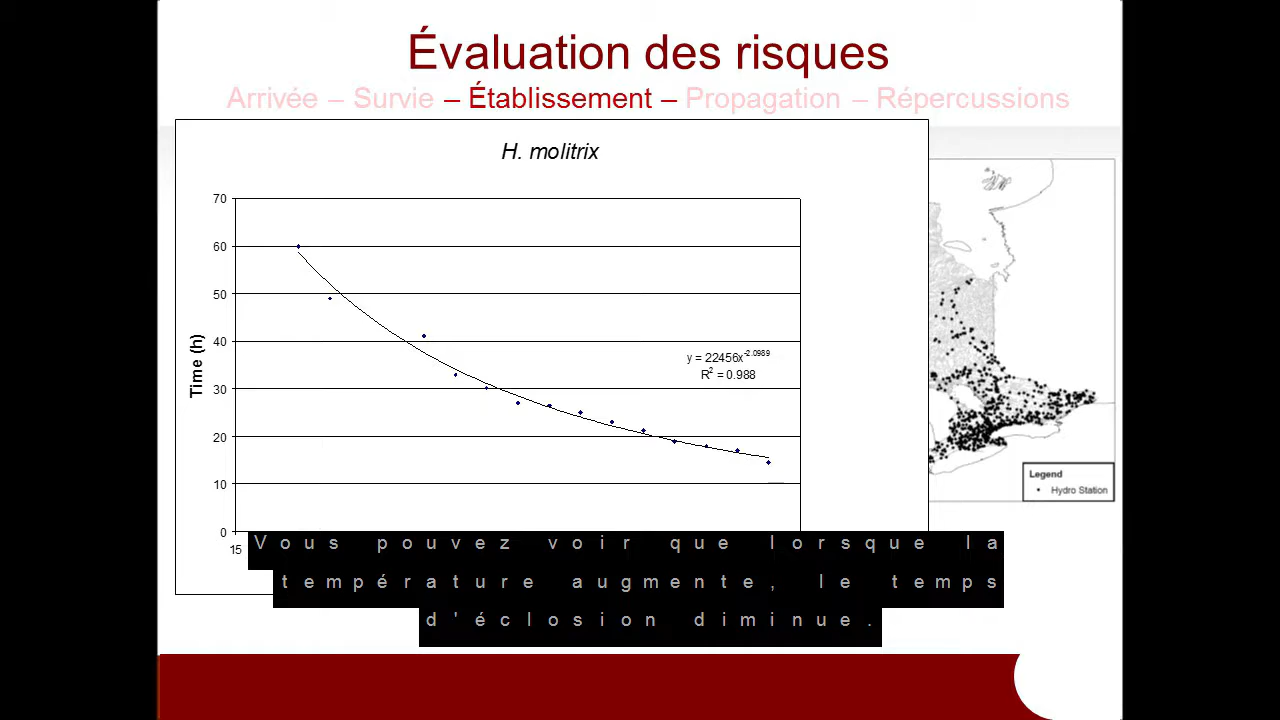 Évaluation des risques
Arrivée – Survie – Établissement – Propagation – Répercussions
H. molitrix
70
60
50
40
30
20
10
0
15
Time (h)
y = 22456x^-2.0989
R² = 0.988
Legend
Hydro Station
Vous pouvez voir que lorsque la
température augmente, le temps
d'éclosion diminue.